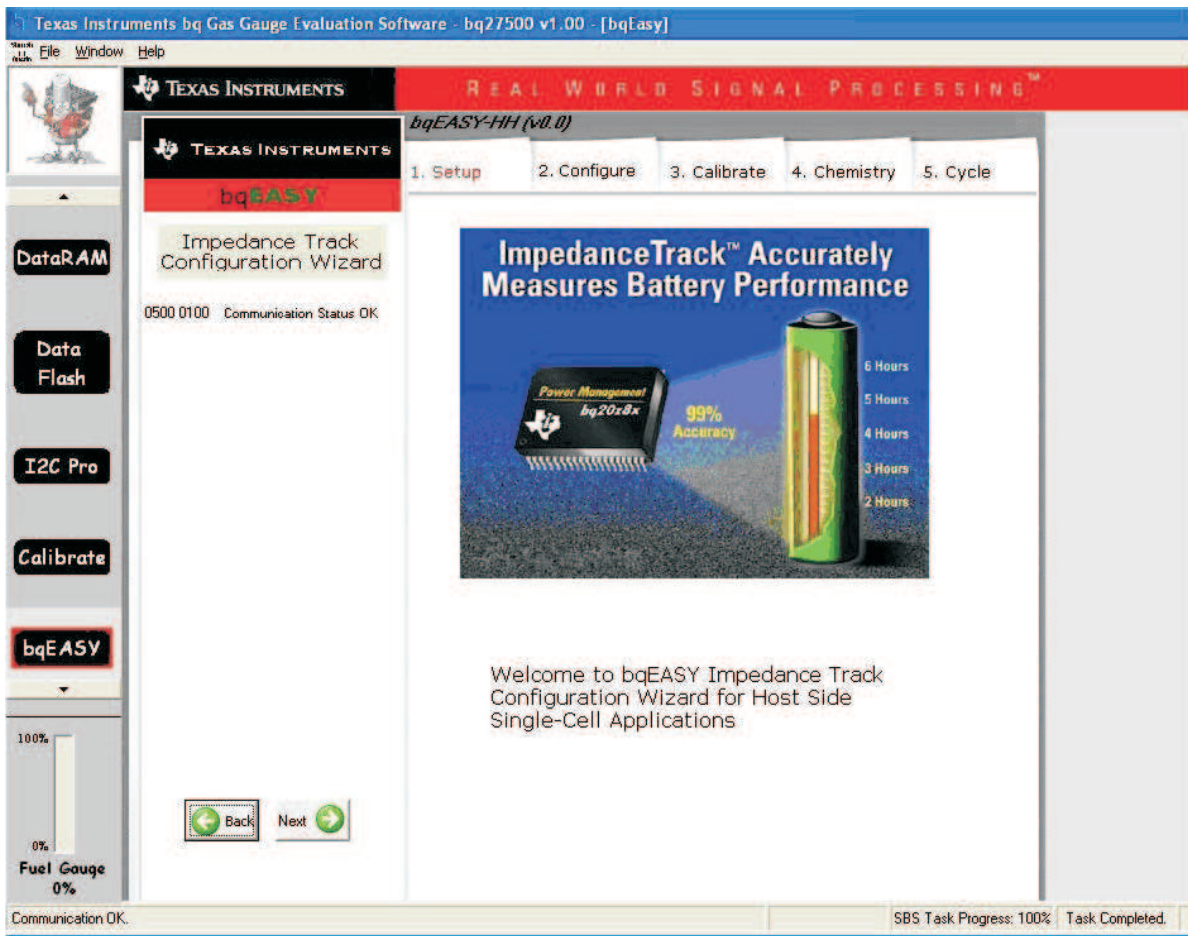 Texas Instruments bq Gas Gauge Evaluation Software - bq27500 v1.00 - [bqEasy]
File Window Help
TEXAS INSTRUMENTS
REAL WORLD SIGNAL PROCESSING™
bqEASY-HH (v0.0)
TEXAS INSTRUMENTS
bqEASY
1. Setup 2. Configure 3. Calibrate 4. Chemistry 5. Cycle
Impedance Track
Configuration Wizard
0500 0100 Communication Status OK
DataRAM
Data
Flash
I2C Pro
Calibrate
bqEASY
ImpedanceTrack™ Accurately
Measures Battery Performance
Power Management
bq20z8x
99%
Accuracy
6 Hours
5 Hours
4 Hours
3 Hours
2 Hours
Welcome to bqEASY Impedance Track
Configuration Wizard for Host Side
Single-Cell Applications
Back Next
100%
0%
Fuel Gauge
0%
Communication OK.
SBS Task Progress: 100% Task Completed.